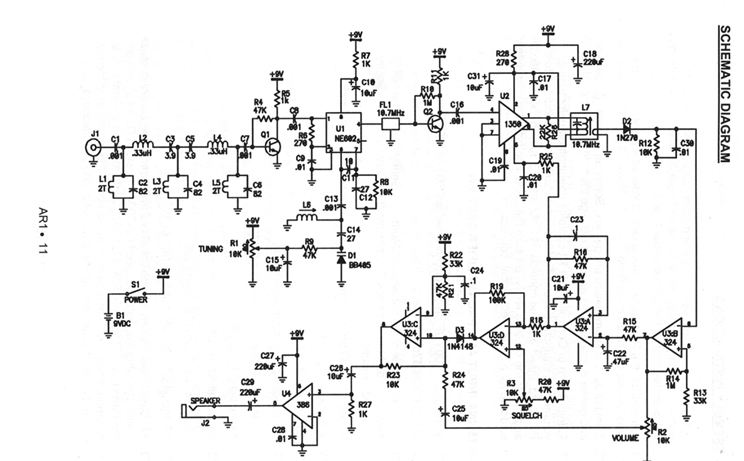 SCHEMATIC DIAGRAM
AR1 • 11
J1
C1
.001
L2
.33uH
C3
3.9
C5
3.9
L4
.33uH
C7
.001
L1
2T
C2
82
L3
2T
C4
82
L5
2T
C6
82
R4
47K
+9V
R5
1k
Q1
C8
.001
R6
270
C9
.01
+9V
R7
1K
C10
10uF
U1
NE602
FL1
10.7MHz
10
C11
27
C12
R8
10K
C13
.001
L6
C14
27
D1
BB405
TUNING
+9V
R1
10K
C15
10uF
R9
47K
+9V
R11
1K
R10
1M
Q2
C16
.001
+9V
R28
270
C18
220uF
C31
10uF
C17
.01
U2
1350
22K
R26
L7
10.7MHz
D2
1N270
R12
10K
C30
.01
C19
.01
C20
.01
R25
1K
C23
R16
47K
C21
10uF
+9V
U3:A
324
R15
47K
C22
.47uF
U3:B
324
R14
1M
R13
33K
R2
10K
VOLUME
+9V
R22
33K
47K
R21
C24
.1
R19
100K
U3:C
324
D3
1N4148
U3:D
324
R18
1K
R23
10K
R24
47K
C25
10uF
R3
10K
SQUELCH
R20
47K
+9V
S1
POWER
+9V
B1
9VDC
+9V
C27
220uF
C26
10uF
R27
1K
C29
220uF
U4
386
C28
.01
SPEAKER
J2